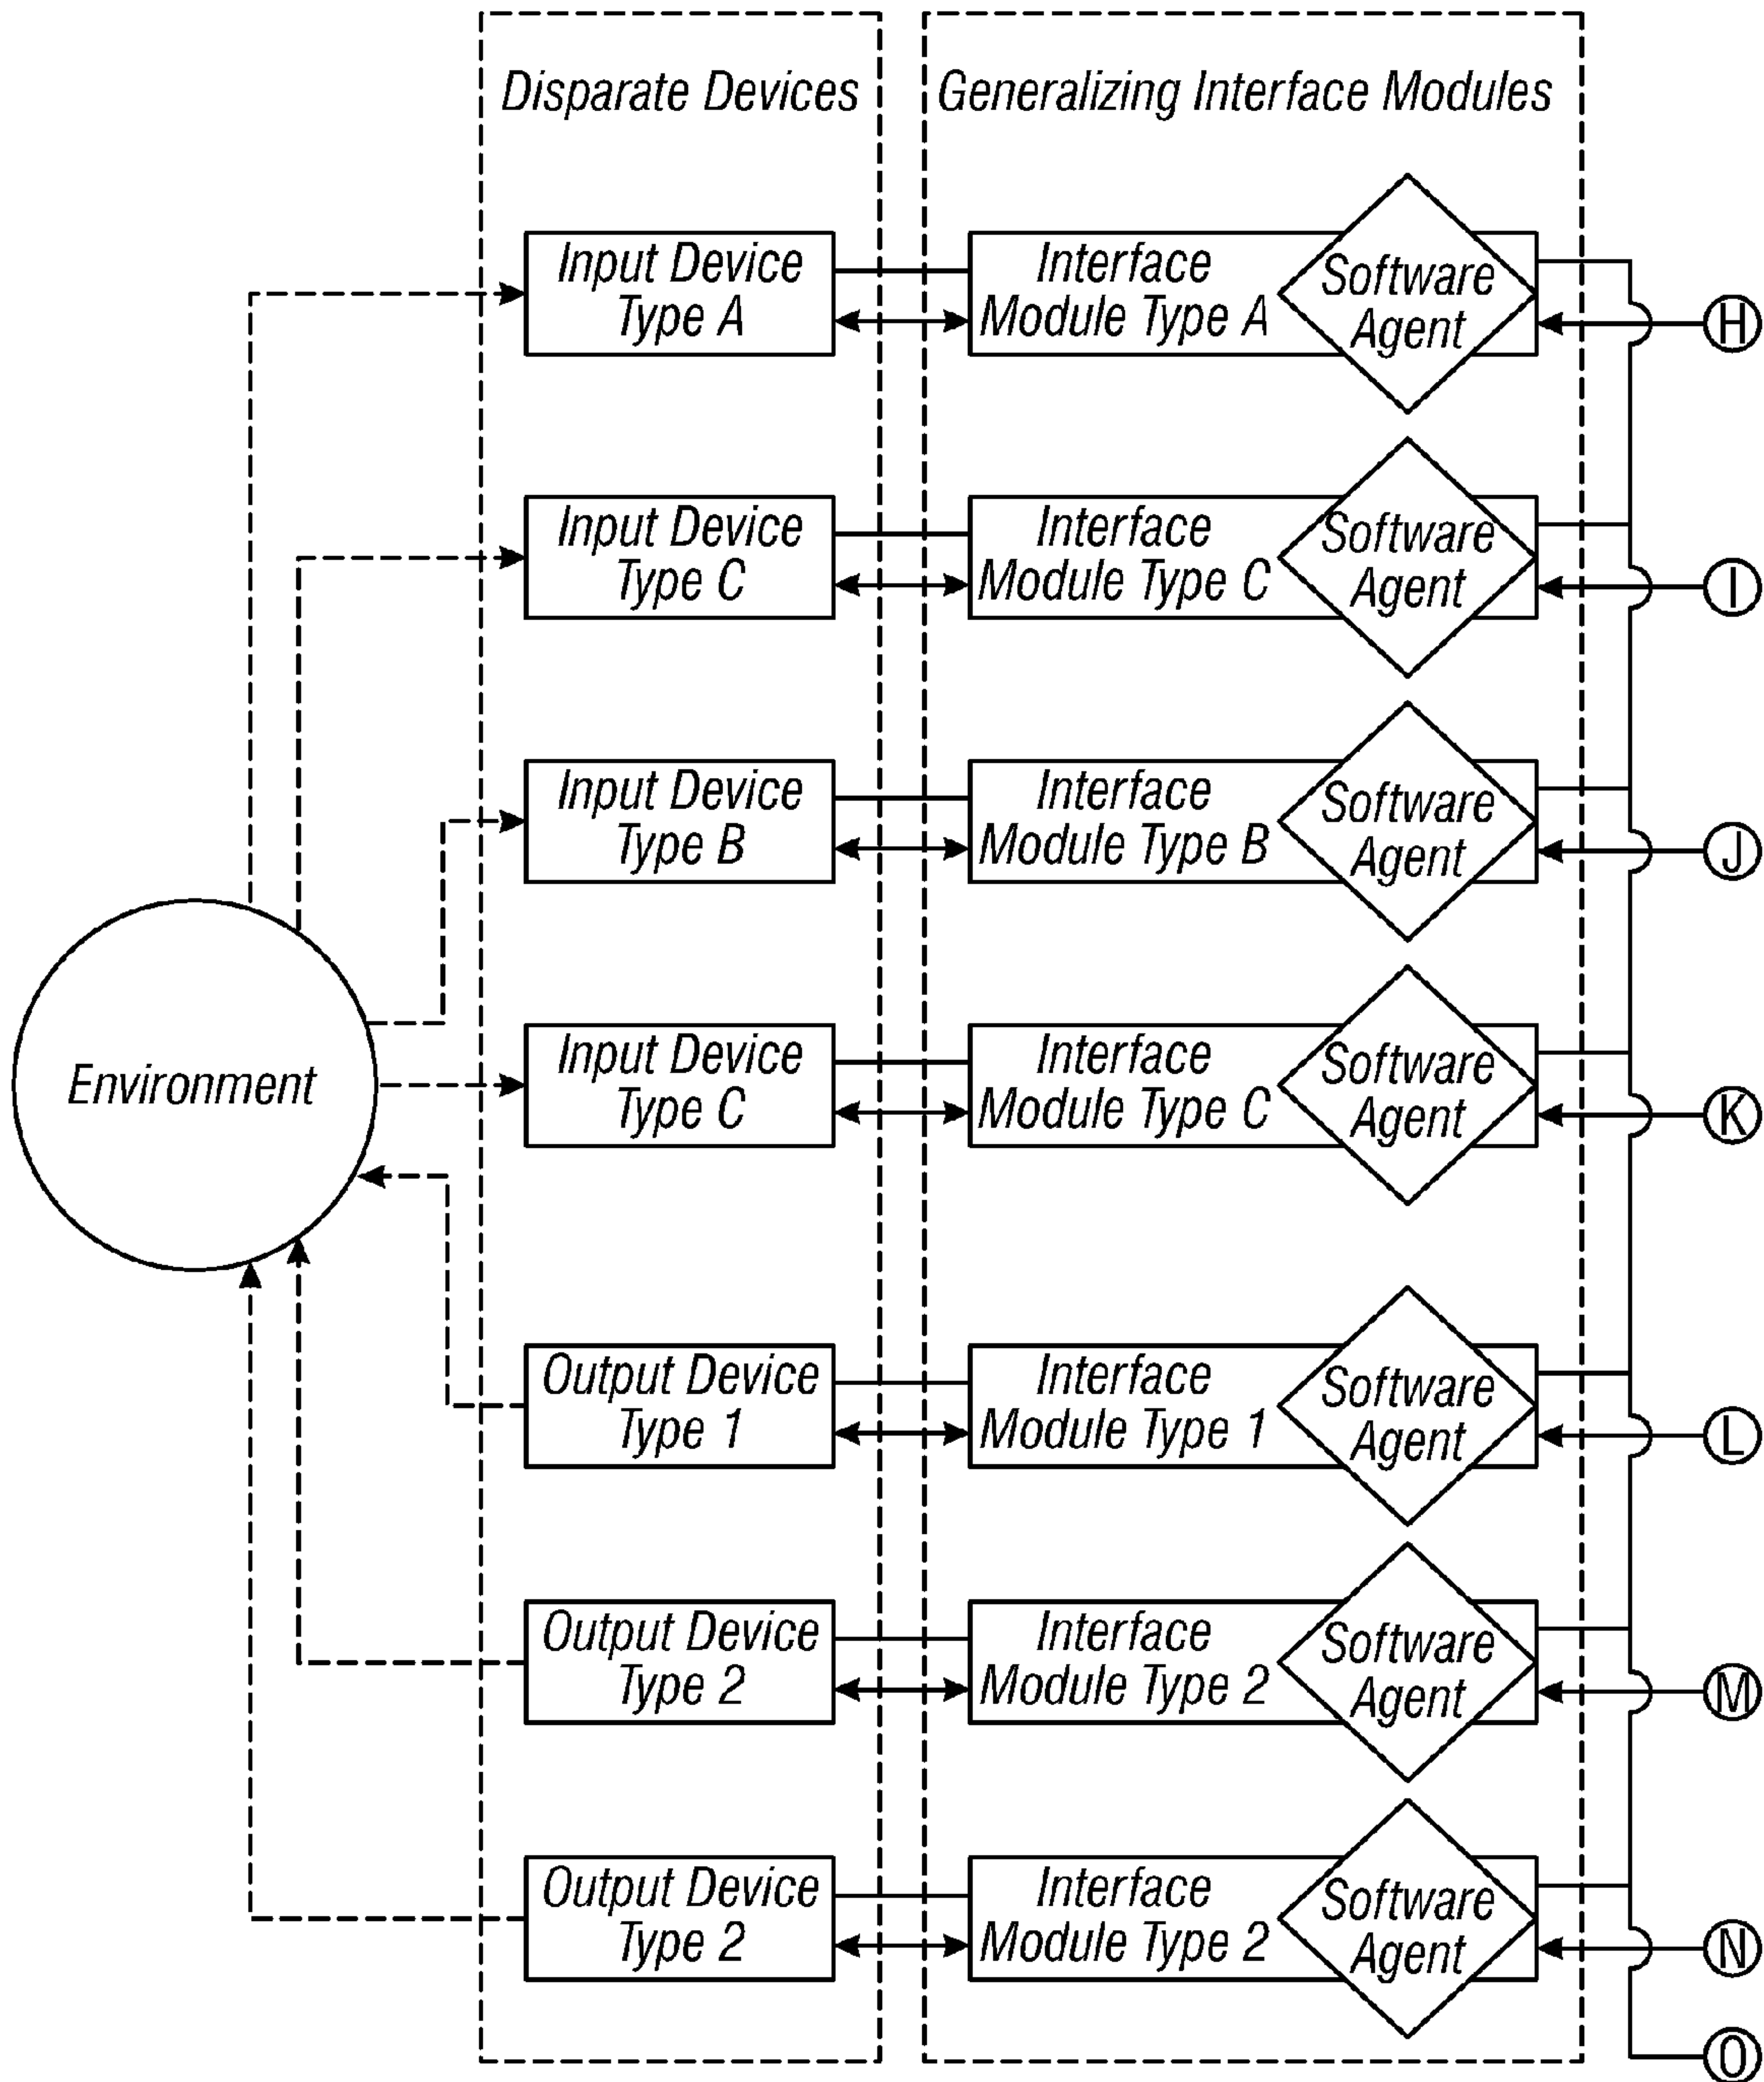 Disparate Devices
Generalizing Interface Modules
Input Device
Type A
Interface
Module Type A
Software
Agent
H
Input Device
Type C
Interface
Module Type C
Software
Agent
I
Input Device
Type B
Interface
Module Type B
Software
Agent
J
Environment
Input Device
Type C
Interface
Module Type C
Software
Agent
K
Output Device
Type 1
Interface
Module Type 1
Software
Agent
L
Output Device
Type 2
Interface
Module Type 2
Software
Agent
M
Output Device
Type 2
Interface
Module Type 2
Software
Agent
N
O